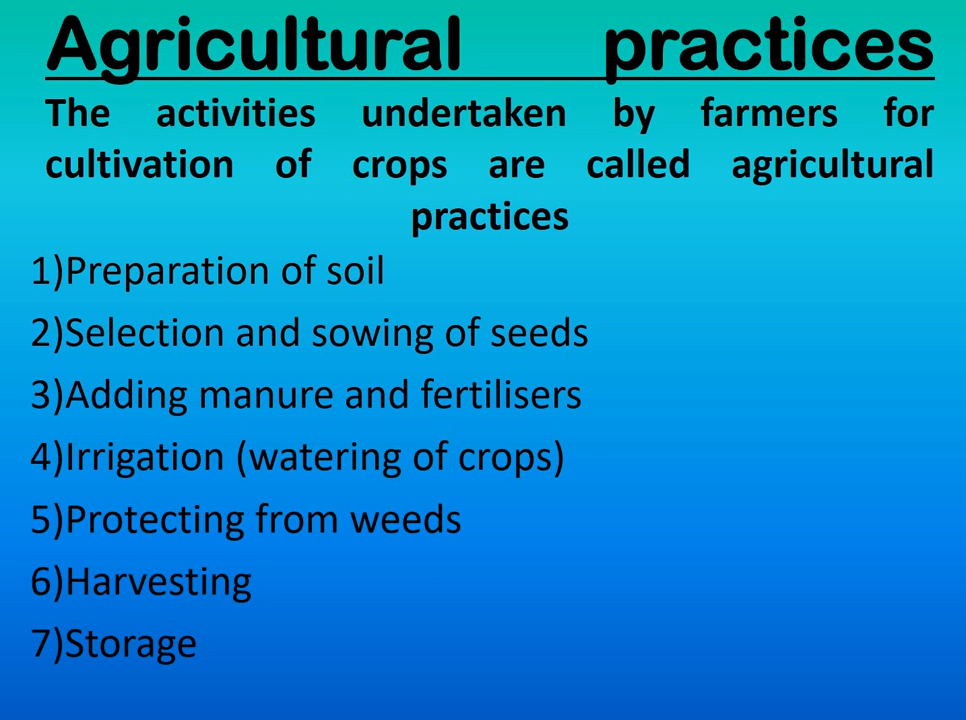 Agricultural practices
The activities undertaken by farmers for
cultivation of crops are called agricultural
practices
1)Preparation of soil
2)Selection and sowing of seeds
3)Adding manure and fertilisers
4)Irrigation (watering of crops)
5)Protecting from weeds
6)Harvesting
7)Storage